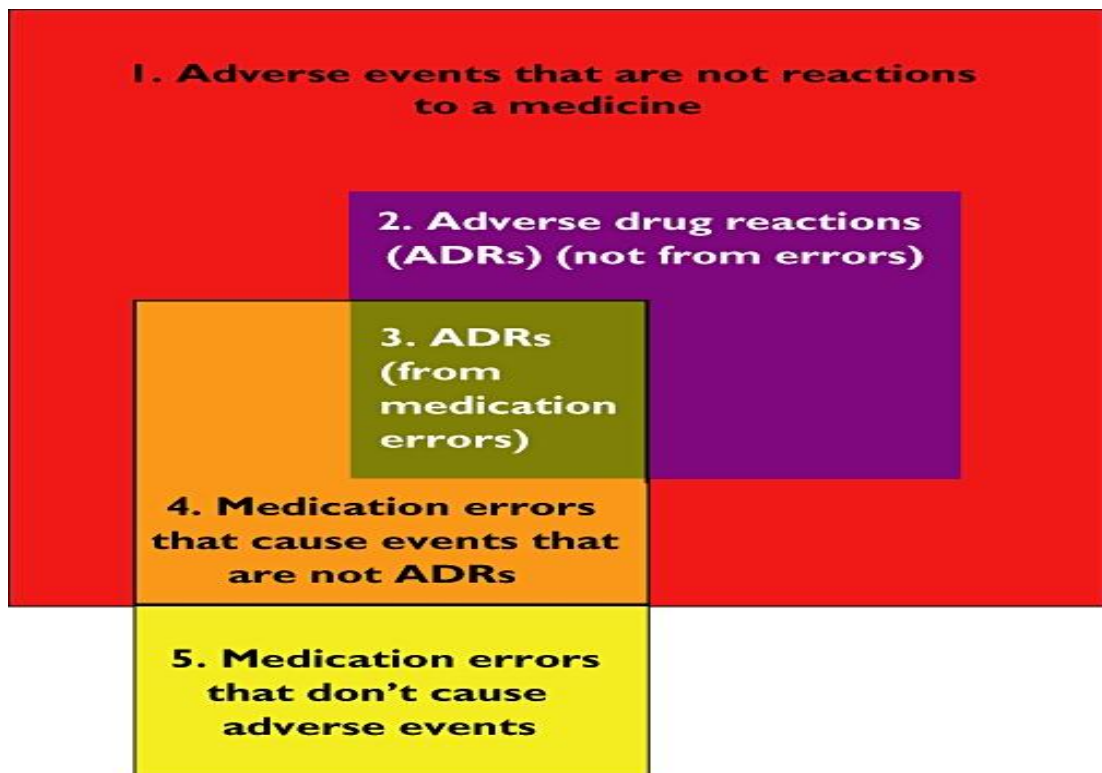 1. Adverse events that are not reactions
to a medicine
2. Adverse drug reactions
(ADRs) (not from errors)
3. ADRs
(from
medication
errors)
4. Medication errors
that cause events that
are not ADRs
5. Medication errors
that don’t cause
adverse events